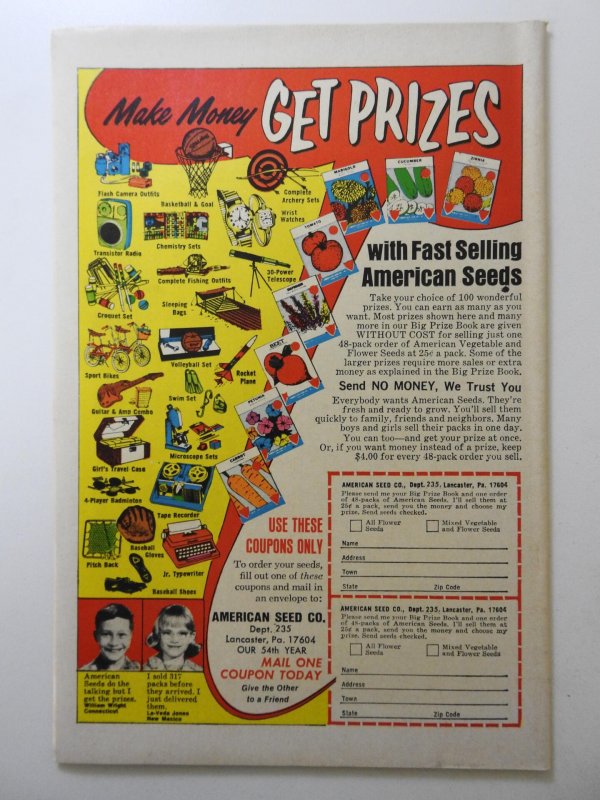 Make Money GET PRIZES
with Fast Selling
American Seeds
Take your choice of 100 wonderful
prizes. You can earn as many as you
want. Most prizes shown here and many
more in our Big Prize Book are given
WITHOUT COST for selling just one
48-pack order of American Vegetable and
Flower Seeds at 25¢ a pack. Some of the
larger prizes require more sales or extra
money as explained in the Big Prize Book.
Send NO MONEY, We Trust You
Everybody wants American Seeds. They're
fresh and ready to grow. You'll sell them
quickly to family, friends and neighbors. Many
boys and girls sell their packs in one day.
You can too—and get your prize at once.
Or, if you want money instead of a prize, keep
$4.00 for every 48-pack order you sell.
Flash Camera Outfits
Basketball & Goal
Complete
Archery Sets
Wrist
Watches
Transistor Radio
Chemistry Sets
30-Power
Telescope
Complete Fishing Outfits
Croquet Set
Sleeping
Bags
Sport Bikes
Volleyball Set
Rocket
Plane
Guitar & Amp Combo
Swim Set
Girl's Travel Case
Microscope Sets
4-Player Badminton
Tape Recorder
Pitch Back
Baseball
Gloves
Jr. Typewriter
Baseball Shoes
MARIGOLD
CUCUMBER
ZINNIA
TOMATO
BEET
PETUNIA
CARROT
USE THESE
COUPONS ONLY
To order your seeds,
fill out one of these
coupons and mail in
an envelope to:
AMERICAN SEED CO.
Dept. 235
Lancaster, Pa. 17604
OUR 54th YEAR
MAIL ONE
COUPON TODAY
Give the Other
to a Friend
American
Seeds do the
talking but I
get the prizes.
William Wright
Connecticut
I sold 317
packs before
they arrived. I
just delivered
them.
La-Veda Jones
New Mexico
AMERICAN SEED CO., Dept. 235, Lancaster, Pa. 17604
Please send me your Big Prize Book and one order
of 48-packs of American Seeds. I'll sell them at
25¢ a pack, send you the money and choose my
prize. Send seeds checked.
All Flower
Seeds
Mixed Vegetable
and Flower Seeds
Name
Address
Town
State Zip Code
AMERICAN SEED CO., Dept. 235, Lancaster, Pa. 17604
Please send me your Big Prize Book and one order
of 48-packs of American Seeds. I'll sell them at
25¢ a pack, send you the money and choose my
prize. Send seeds checked.
All Flower
Seeds
Mixed Vegetable
and Flower Seeds
Name
Address
Town
State Zip Code